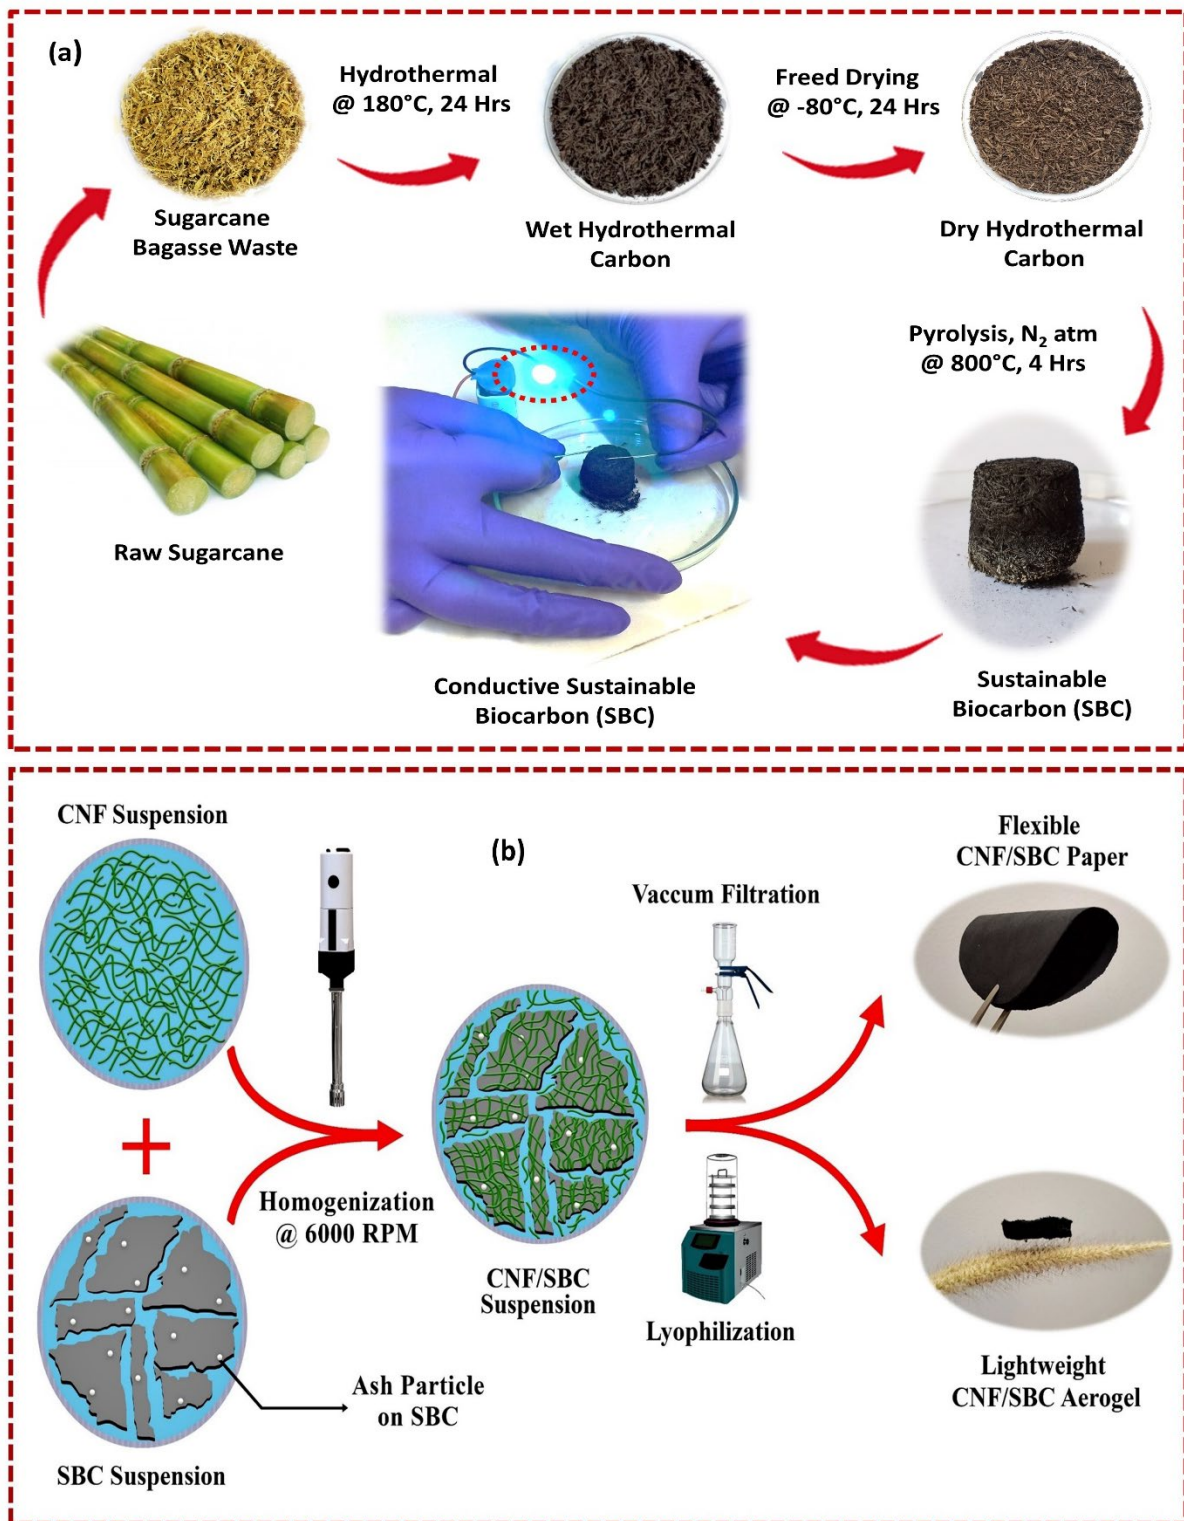 (a)
Hydrothermal
@ 180°C, 24 Hrs
Freed Drying
@ -80°C, 24 Hrs
Sugarcane
Bagasse Waste
Wet Hydrothermal
Carbon
Dry Hydrothermal
Carbon
Pyrolysis, N₂ atm
@ 800°C, 4 Hrs
Raw Sugarcane
Conductive Sustainable
Biocarbon (SBC)
Sustainable
Biocarbon (SBC)
(b)
CNF Suspension
Homogenization
@ 6000 RPM
SBC Suspension
Ash Particle
on SBC
CNF/SBC
Suspension
Vaccum Filtration
Lyophilization
Flexible
CNF/SBC Paper
Lightweight
CNF/SBC Aerogel